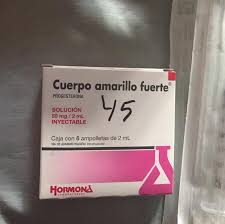 Cuerpo amarillo fuerte®
PROGESTERONA
45
SOLUCIÓN
50 mg / 2 mL
INYECTABLE
Caja con 6 ampolletas de 2 mL
HORMONA
LABORATORIOS